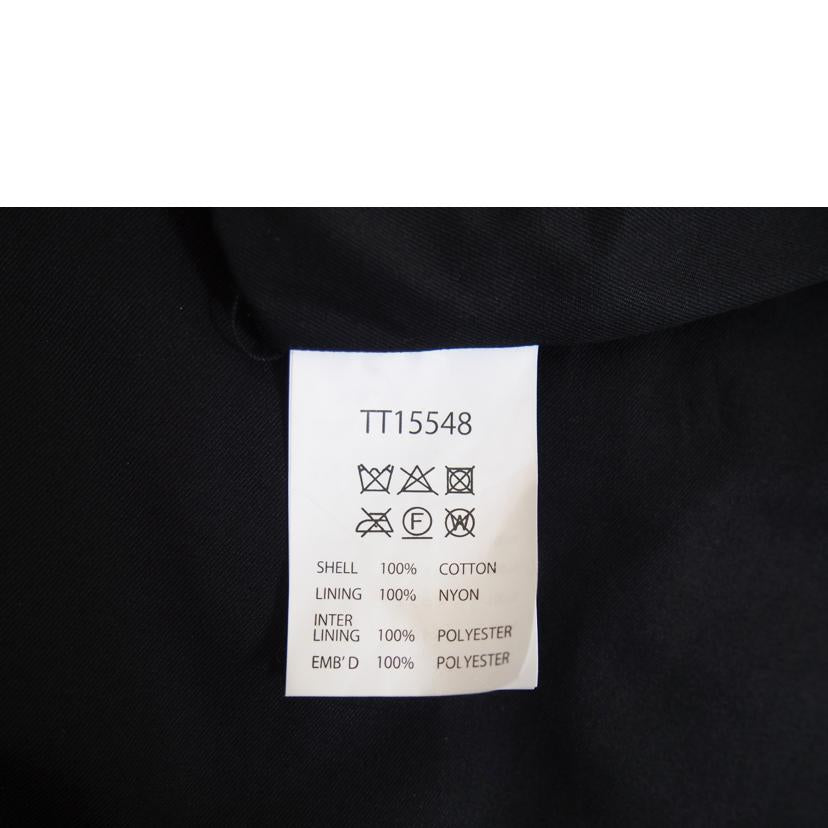 TT15548
F W
SHELL 100% COTTON
LINING 100% NYON
INTER
LINING 100% POLYESTER
EMB'D 100% POLYESTER